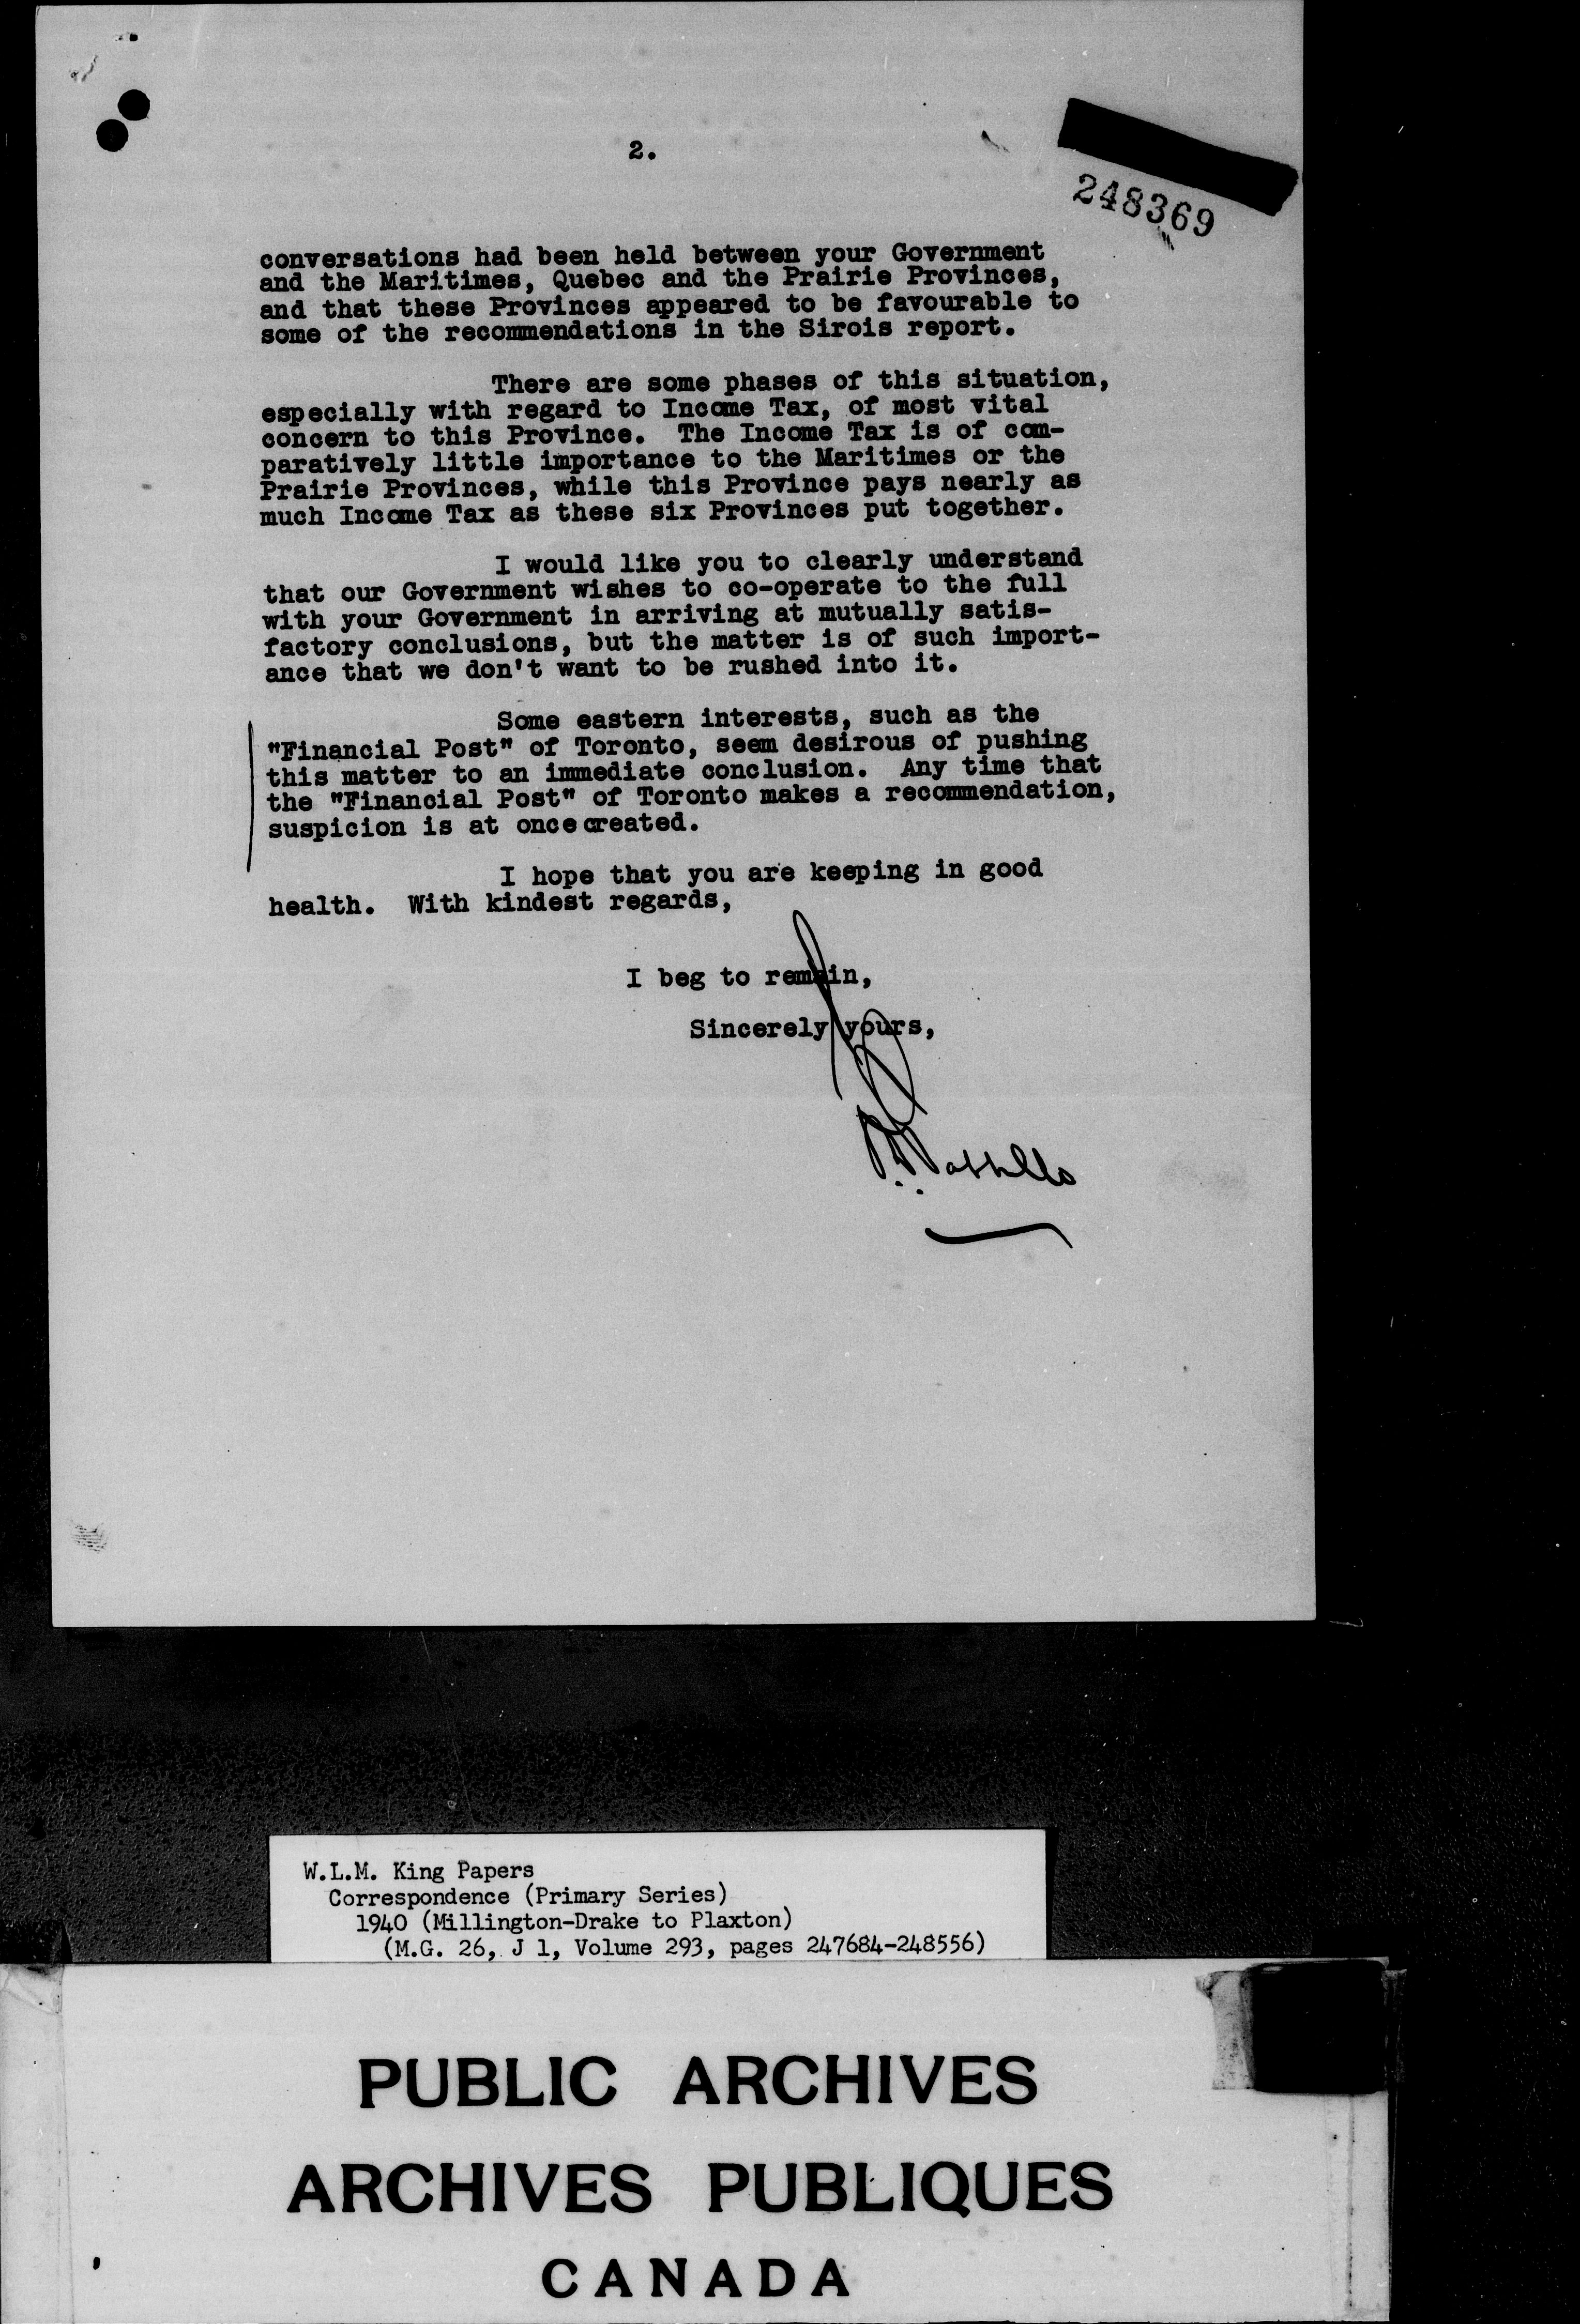 2.
248369
conversations had been held between your Government
and the Maritimes, Quebec and the Prairie Provinces,
and that these Provinces appeared to be favourable to
some of the recommendations in the Sirois report.
There are some phases of this situation,
especially with regard to Income Tax, of most vital
concern to this Province. The Income Tax is of com-
paratively little importance to the Maritimes or the
Prairie Provinces, while this Province pays nearly as
much Income Tax as these six Provinces put together.
I would like you to clearly understand
that our Government wishes to co-operate to the full
with your Government in arriving at mutually satis-
factory conclusions, but the matter is of such import-
ance that we don't want to be rushed into it.
Some eastern interests, such as the
"Financial Post" of Toronto, seem desirous of pushing
this matter to an immediate conclusion. Any time that
the "Financial Post" of Toronto makes a recommendation,
suspicion is at once created.
I hope that you are keeping in good
health. With kindest regards,
I beg to remain,
Sincerely yours,
W.L.M. King Papers
Correspondence (Primary Series)
1940 (Millington-Drake to Plaxton)
(M.G. 26, J 1, Volume 293, pages 247684-248556)
PUBLIC ARCHIVES
ARCHIVES PUBLIQUES
CANADA